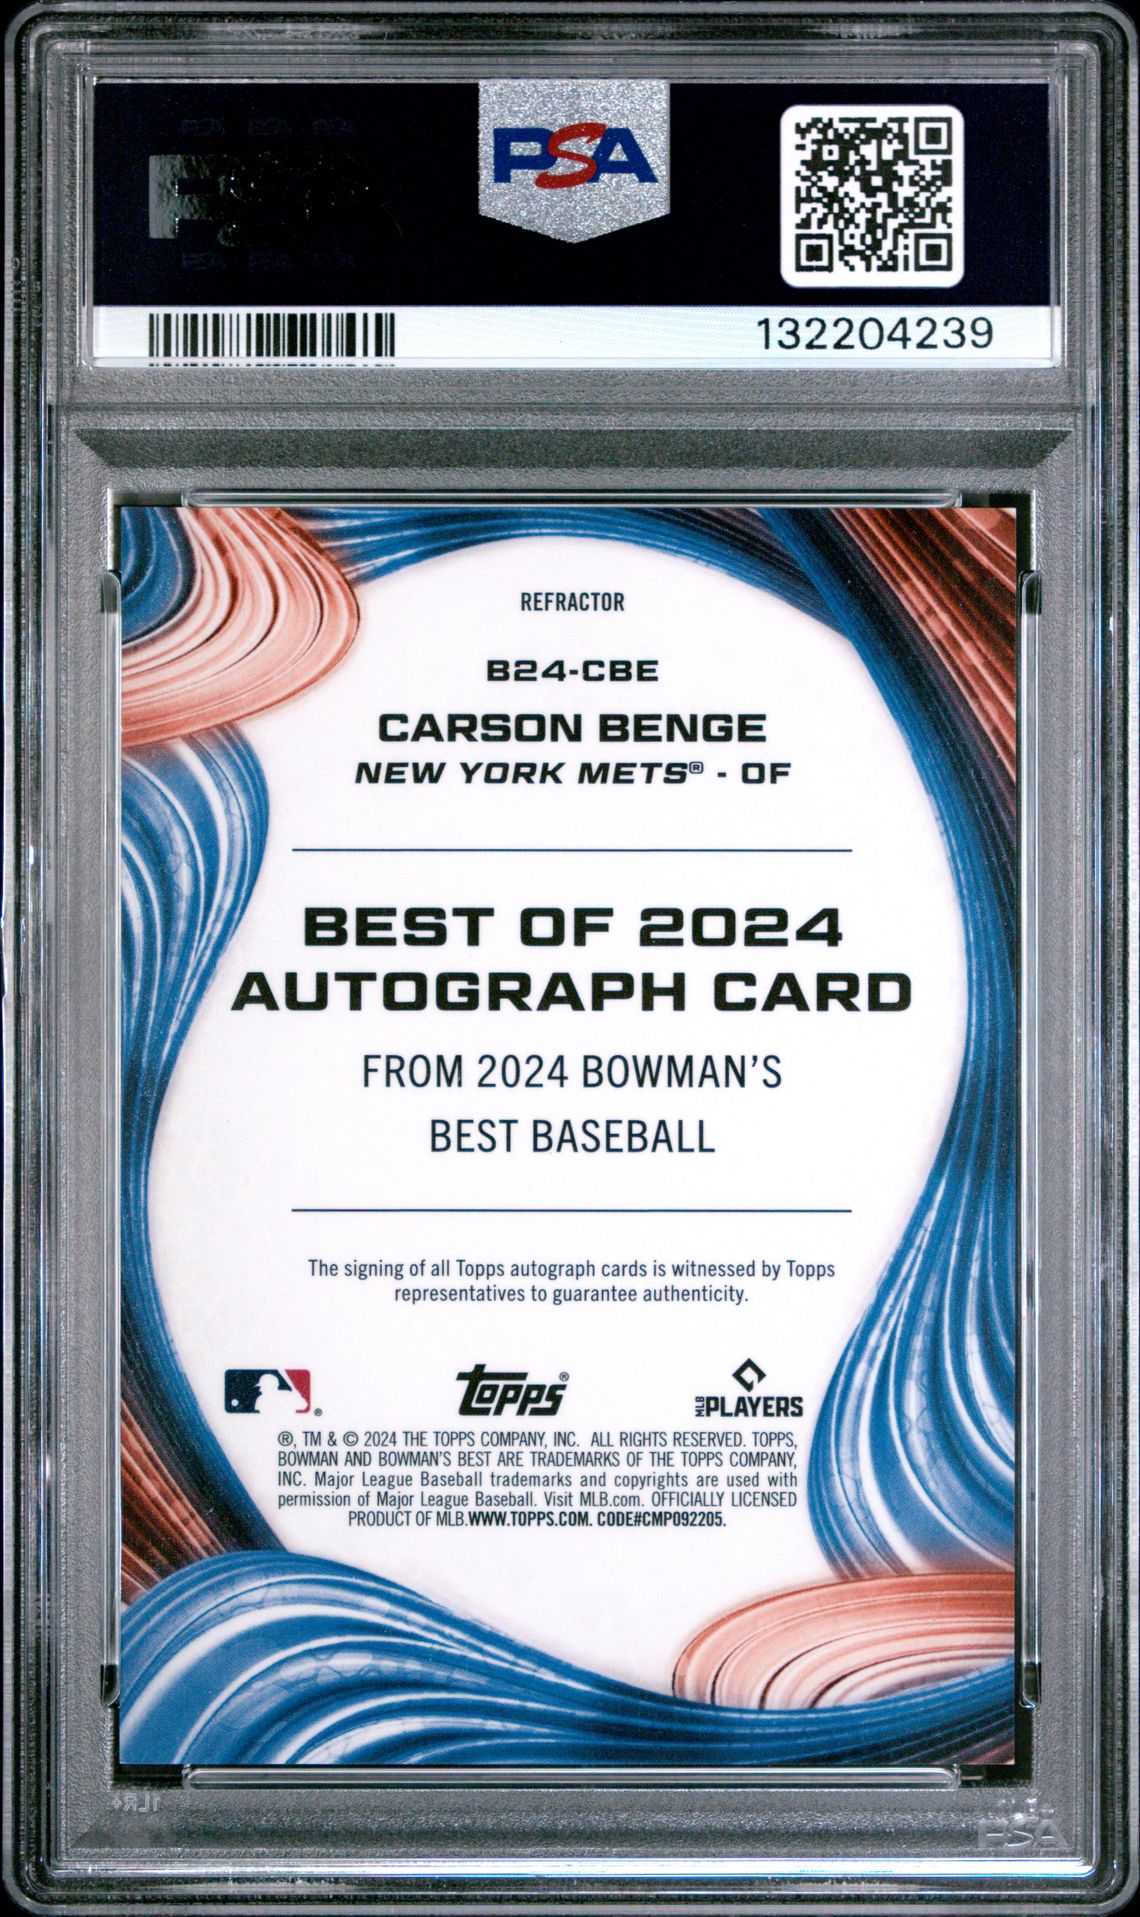 PSA
132204239
REFRACTOR
B24-CBE
CARSON BENGE
NEW YORK METS® - OF
BEST OF 2024
AUTOGRAPH CARD
FROM 2024 BOWMAN'S
BEST BASEBALL
The signing of all Topps autograph cards is witnessed by Topps
representatives to guarantee authenticity.
topps®
MLB PLAYERS
®, TM & © 2024 THE TOPPS COMPANY, INC. ALL RIGHTS RESERVED. TOPPS,
BOWMAN AND BOWMAN'S BEST ARE TRADEMARKS OF THE TOPPS COMPANY,
INC. Major League Baseball trademarks and copyrights are used with
permission of Major League Baseball. Visit MLB.com. OFFICIALLY LICENSED
PRODUCT OF MLB.WWW.TOPPS.COM. CODE#CMP092205.
PSA